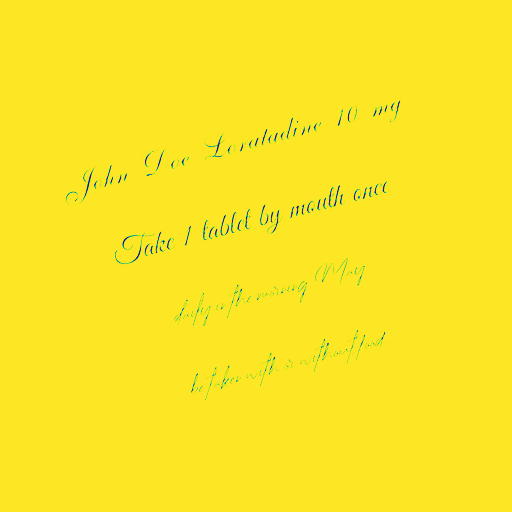 John Doe Loratadine 10 mg
Take 1 tablet by mouth once
daily in the morning May
be taken with or without food